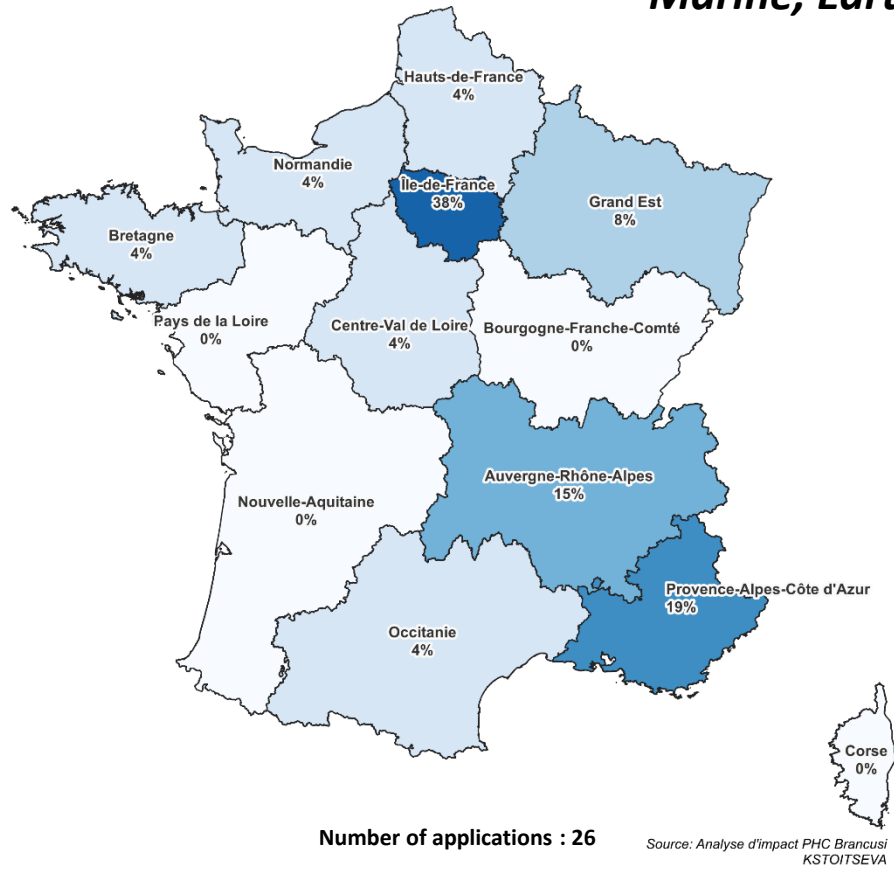 Hauts-de-France
4%
Normandie
4%
Île-de-France
38%
Grand Est
8%
Bretagne
4%
Pays de la Loire
0%
Centre-Val de Loire
4%
Bourgogne-Franche-Comté
0%
Auvergne-Rhône-Alpes
15%
Nouvelle-Aquitaine
0%
Provence-Alpes-Côte d'Azur
19%
Occitanie
4%
Corse
0%
Number of applications : 26
Source: Analyse d'impact PHC Brancusi
KSTOITSEVA